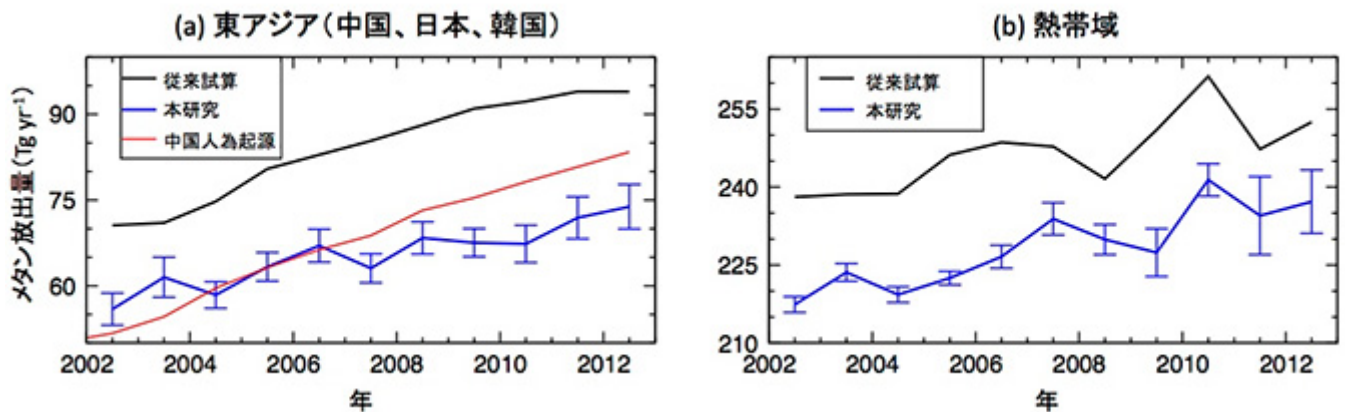 (a) 東アジア(中国、日本、韓国)
従来試算
本研究
中国人為起源
メタン放出量(Tg yr⁻¹)
90
75
60
2002 2004 2006 2008 2010 2012
年
(b) 熱帯域
従来試算
本研究
255
240
225
210
2002 2004 2006 2008 2010 2012
年